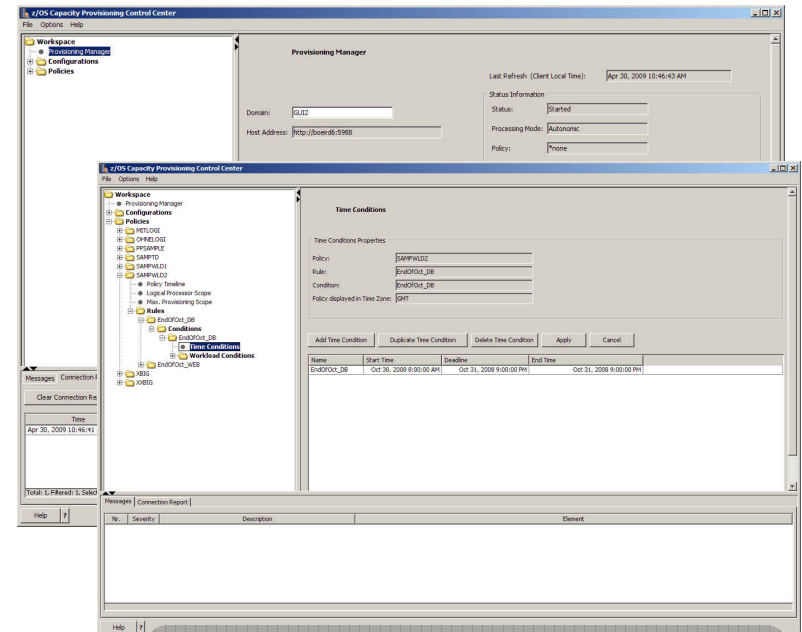 z/OS Capacity Provisioning Control Center
File Options Help
Workspace
Provisioning Manager
Configurations
Policies
Provisioning Manager
Last Refresh (Client Local Time): Apr 30, 2009 10:46:43 AM
Status Information
Domain: GUI2
Status: Started
Host Address: http://boeird6:5988
Processing Mode: Autonomic
Policy: *none
Messages Connection R
Clear Connection Re
Time
Apr 30, 2009 10:46:41
Total: 1, Filtered: 1, Select
Help ?
z/OS Capacity Provisioning Control Center
File Options Help
Workspace
Provisioning Manager
Configurations
Policies
MITLOGI
OHNELOGI
PPSAMPLE
SAMPTD
SAMPWLD1
SAMPWLD2
Policy Timeline
Logical Processor Scope
Max. Provisioning Scope
Rules
EndOfOct_DB
Conditions
EndOfOct_DB
Time Conditions
Workload Conditions
EndOfOct_WEB
XBIG
XXBIG
Time Conditions
Time Conditions Properties
Policy: SAMPWLD2
Rule: EndOfOct_DB
Condition: EndOfOct_DB
Policy displayed in Time Zone: GMT
Add Time Condition Duplicate Time Condition Delete Time Condition Apply Cancel
Name Start Time Deadline End Time
EndOfOct_DB Oct 30, 2008 8:00:00 AM Oct 31, 2008 9:00:00 PM Oct 31, 2008 9:00:00 PM
Messages Connection Report
Nr. Severity Description Element
Help ?